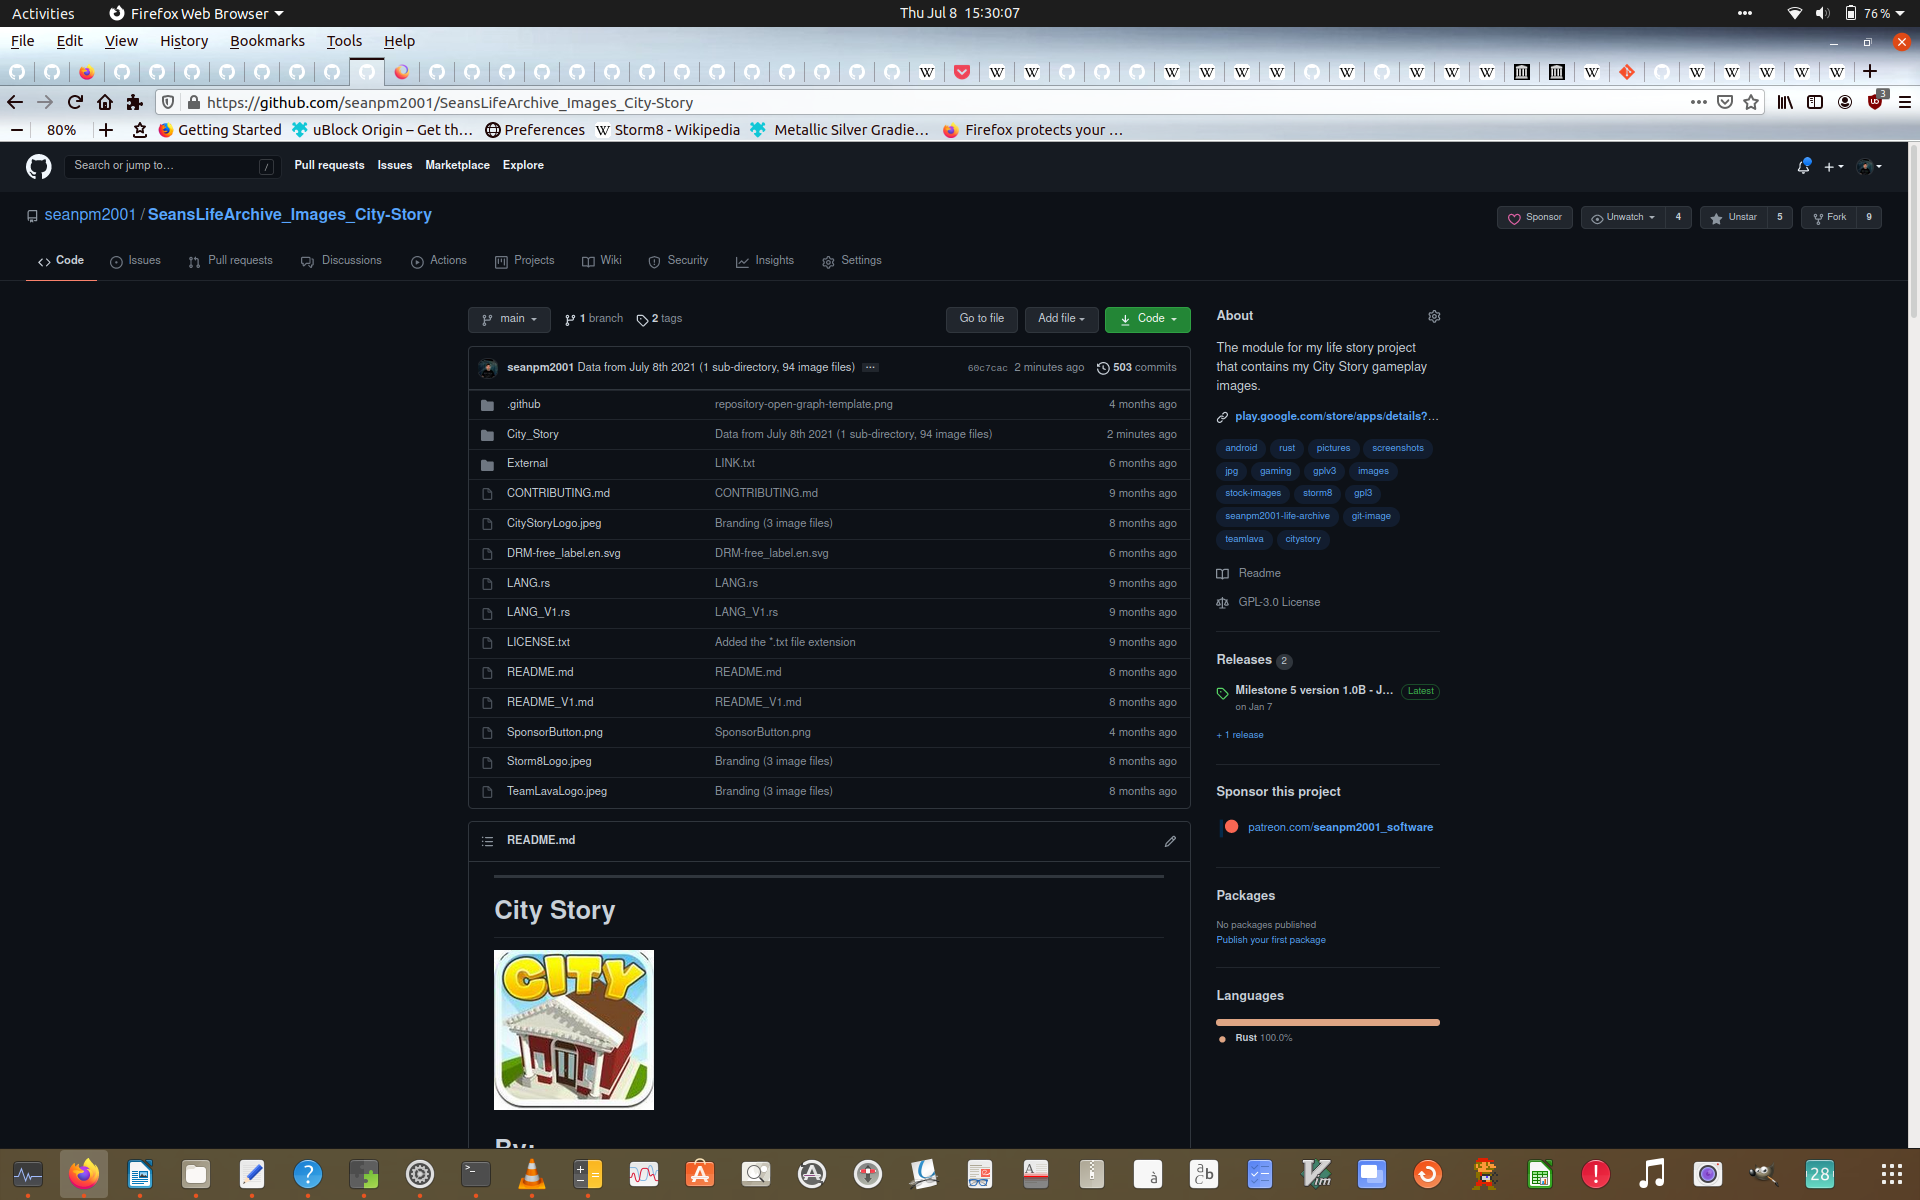 Activities Firefox Web Browser Thu Jul 8 15:30:07 76%
File Edit View History Bookmarks Tools Help
https://github.com/seanpm2001/SeansLifeArchive_Images_City-Story 3
80% Getting Started uBlock Origin – Get th… Preferences Storm8 - Wikipedia Metallic Silver Gradie… Firefox protects your …
Search or jump to… / Pull requests Issues Marketplace Explore
seanpm2001 / SeansLifeArchive_Images_City-Story Sponsor Unwatch 4 Unstar 5 Fork 9
Code Issues Pull requests Discussions Actions Projects Wiki Security Insights Settings
main 1 branch 2 tags Go to file Add file Code
seanpm2001 Data from July 8th 2021 (1 sub-directory, 94 image files) ... 60c7cac 2 minutes ago 503 commits
.github repository-open-graph-template.png 4 months ago
City_Story Data from July 8th 2021 (1 sub-directory, 94 image files) 2 minutes ago
External LINK.txt 6 months ago
CONTRIBUTING.md CONTRIBUTING.md 9 months ago
CityStoryLogo.jpeg Branding (3 image files) 8 months ago
DRM-free_label.en.svg DRM-free_label.en.svg 6 months ago
LANG.rs LANG.rs 9 months ago
LANG_V1.rs LANG_V1.rs 9 months ago
LICENSE.txt Added the *.txt file extension 9 months ago
README.md README.md 8 months ago
README_V1.md README_V1.md 8 months ago
SponsorButton.png SponsorButton.png 4 months ago
Storm8Logo.jpeg Branding (3 image files) 8 months ago
TeamLavaLogo.jpeg Branding (3 image files) 8 months ago
README.md
City Story
CITY
By:
About
The module for my life story project
that contains my City Story gameplay
images.
play.google.com/store/apps/details?…
android rust pictures screenshots
jpg gaming gplv3 images
stock-images storm8 gpl3
seanpm2001-life-archive git-image
teamlava citystory
Readme
GPL-3.0 License
Releases 2
Milestone 5 version 1.0B - J… Latest
on Jan 7
+ 1 release
Sponsor this project
patreon.com/seanpm2001_software
Packages
No packages published
Publish your first package
Languages
Rust 100.0%
28